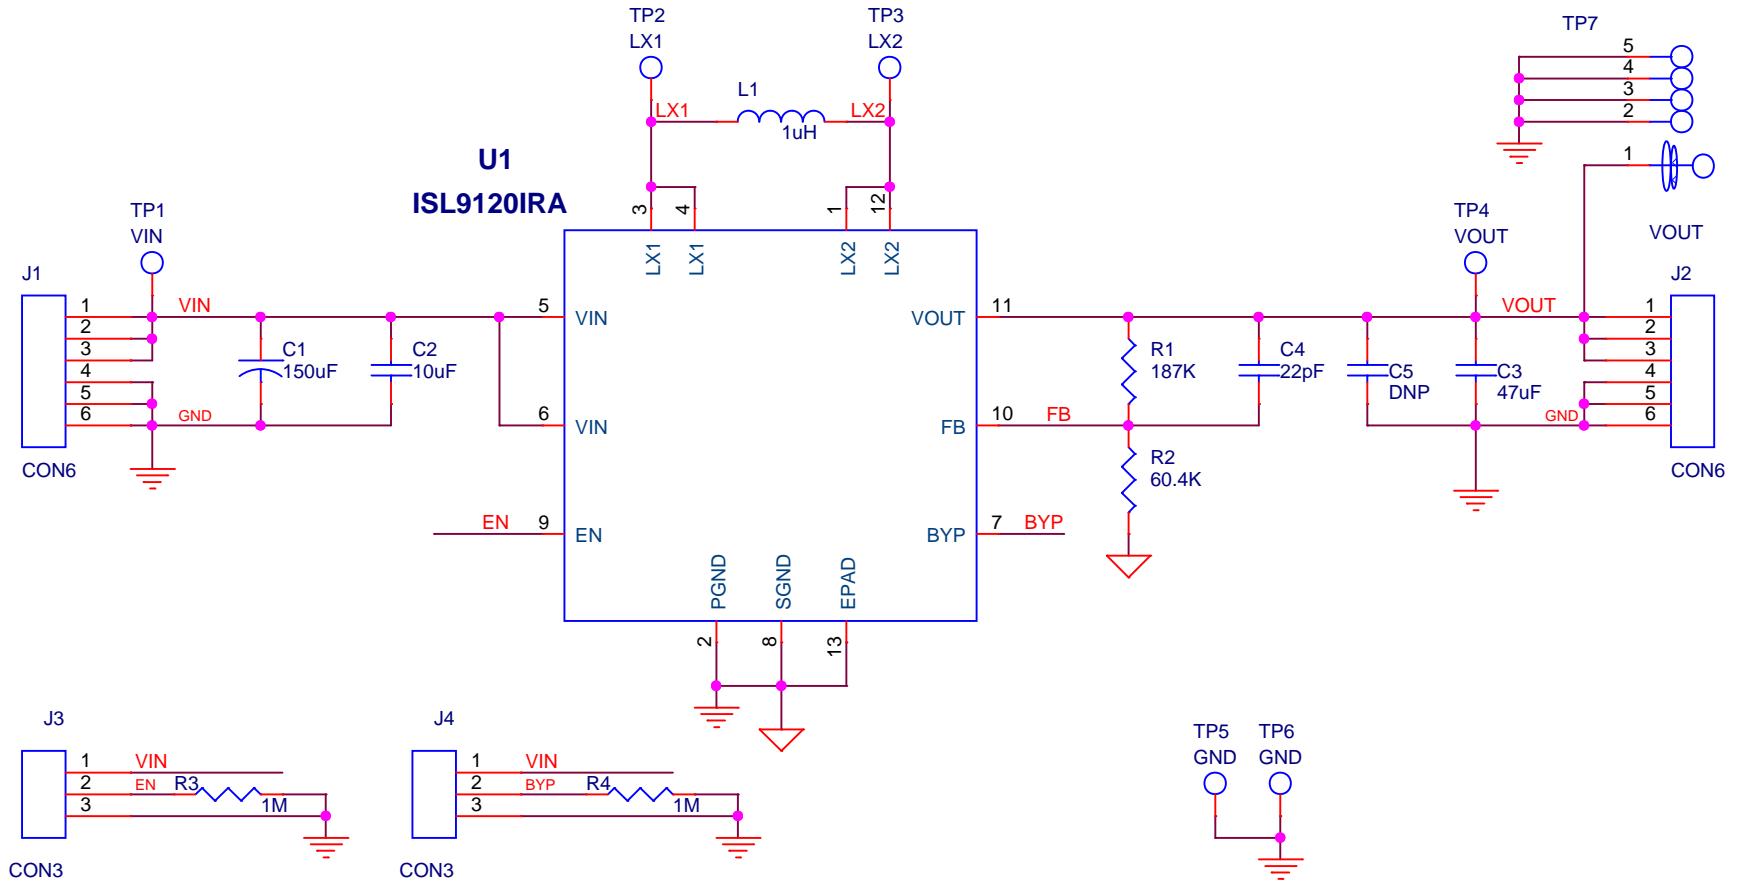 TP2
LX1
TP3
LX2
TP7
5
4
3
2
1
VOUT
L1
LX1
LX2
1uH
U1
ISL9120IRA
3
4
1
12
LX1
LX1
LX2
LX2
TP1
VIN
J1
1
2
3
4
5
6
CON6
VIN
GND
C1
150uF
C2
10uF
5
VIN
6
VIN
EN
9
EN
VOUT
11
FB
10
FB
BYP
7
BYP
PGND
SGND
EPAD
2
8
13
R1
187K
R2
60.4K
C4
22pF
C5
DNP
C3
47uF
TP4
VOUT
VOUT
GND
J2
1
2
3
4
5
6
CON6
J3
1
2
3
VIN
EN
R3
1M
CON3
J4
1
2
3
VIN
BYP
R4
1M
CON3
TP5
GND
TP6
GND